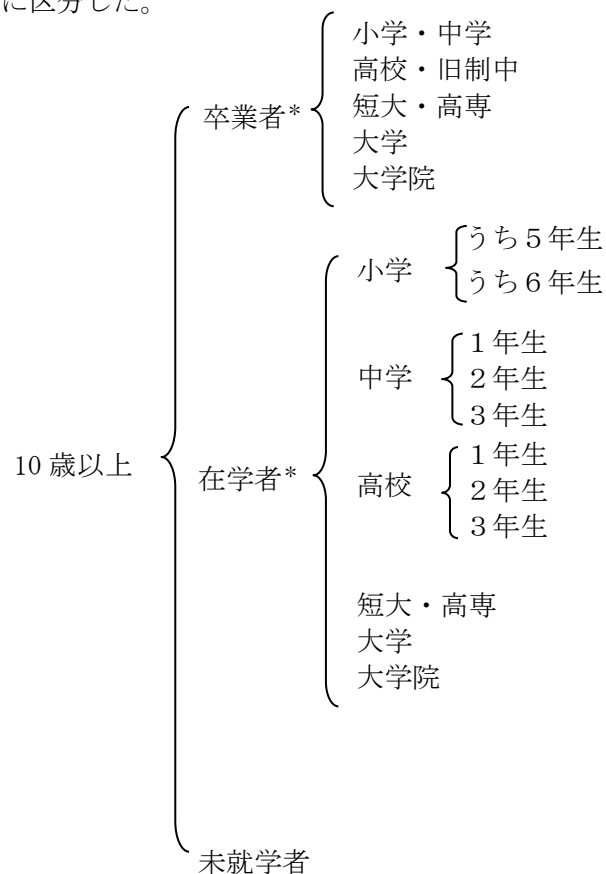 に区分した。
小学・中学
高校・旧制中
卒業者* 短大・高専
大学
大学院
うち５年生
小学
うち６年生
１年生
中学 ２年生
３年生
10 歳以上
在学者*
１年生
高校 ２年生
３年生
短大・高専
大学
大学院
未就学者